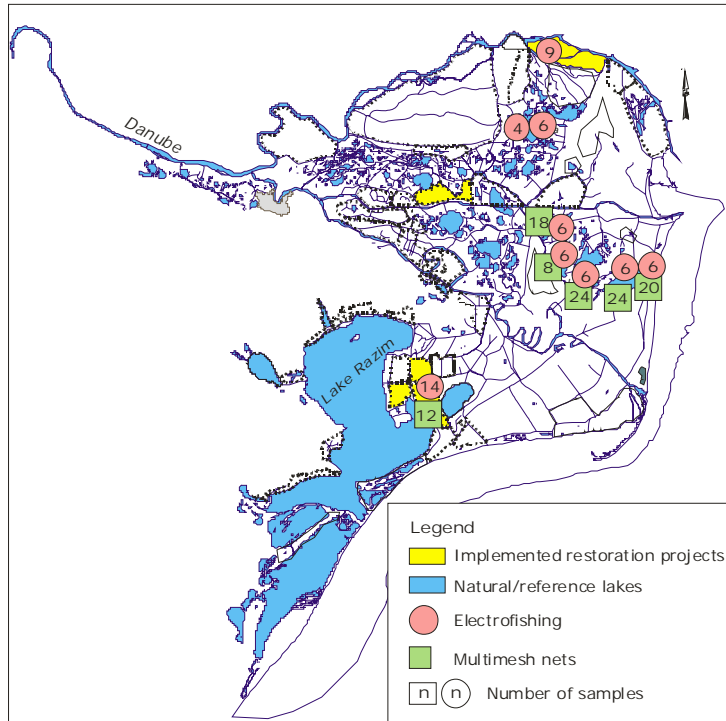 9
4 6
Danube
18 6
6
8
6 6 6
24 24 20
Lake Razim
14
12
Legend
Implemented restoration projects
Natural/reference lakes
Electrofishing
Multimesh nets
n n Number of samples